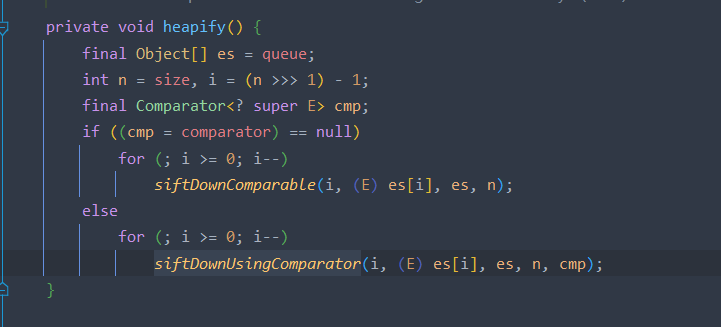 private void heapify() {
final Object[] es = queue;
int n = size, i = (n >>> 1) - 1;
final Comparator<? super E> cmp;
if ((cmp = comparator) == null)
for (; i >= 0; i--)
siftDownComparable(i, (E) es[i], es, n);
else
for (; i >= 0; i--)
siftDownUsingComparator(i, (E) es[i], es, n, cmp);
}